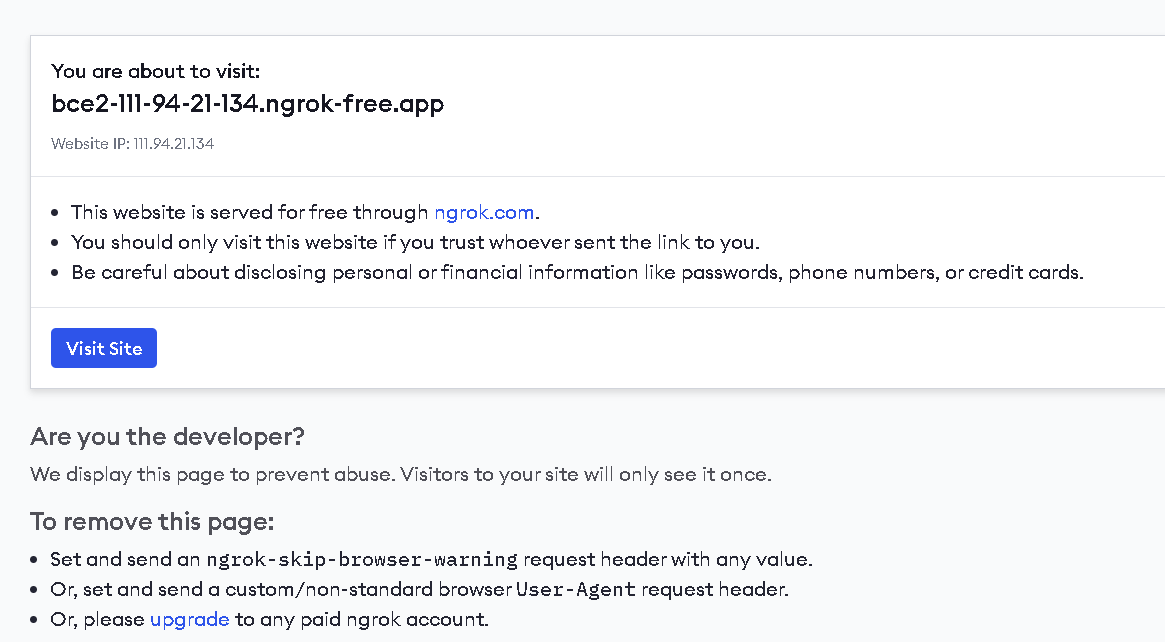 You are about to visit:
bce2-111-94-21-134.ngrok-free.app
Website IP: 111.94.21.134
• This website is served for free through ngrok.com.
• You should only visit this website if you trust whoever sent the link to you.
• Be careful about disclosing personal or financial information like passwords, phone numbers, or credit cards.
Visit Site
Are you the developer?
We display this page to prevent abuse. Visitors to your site will only see it once.
To remove this page:
• Set and send an ngrok-skip-browser-warning request header with any value.
• Or, set and send a custom/non-standard browser User-Agent request header.
• Or, please upgrade to any paid ngrok account.